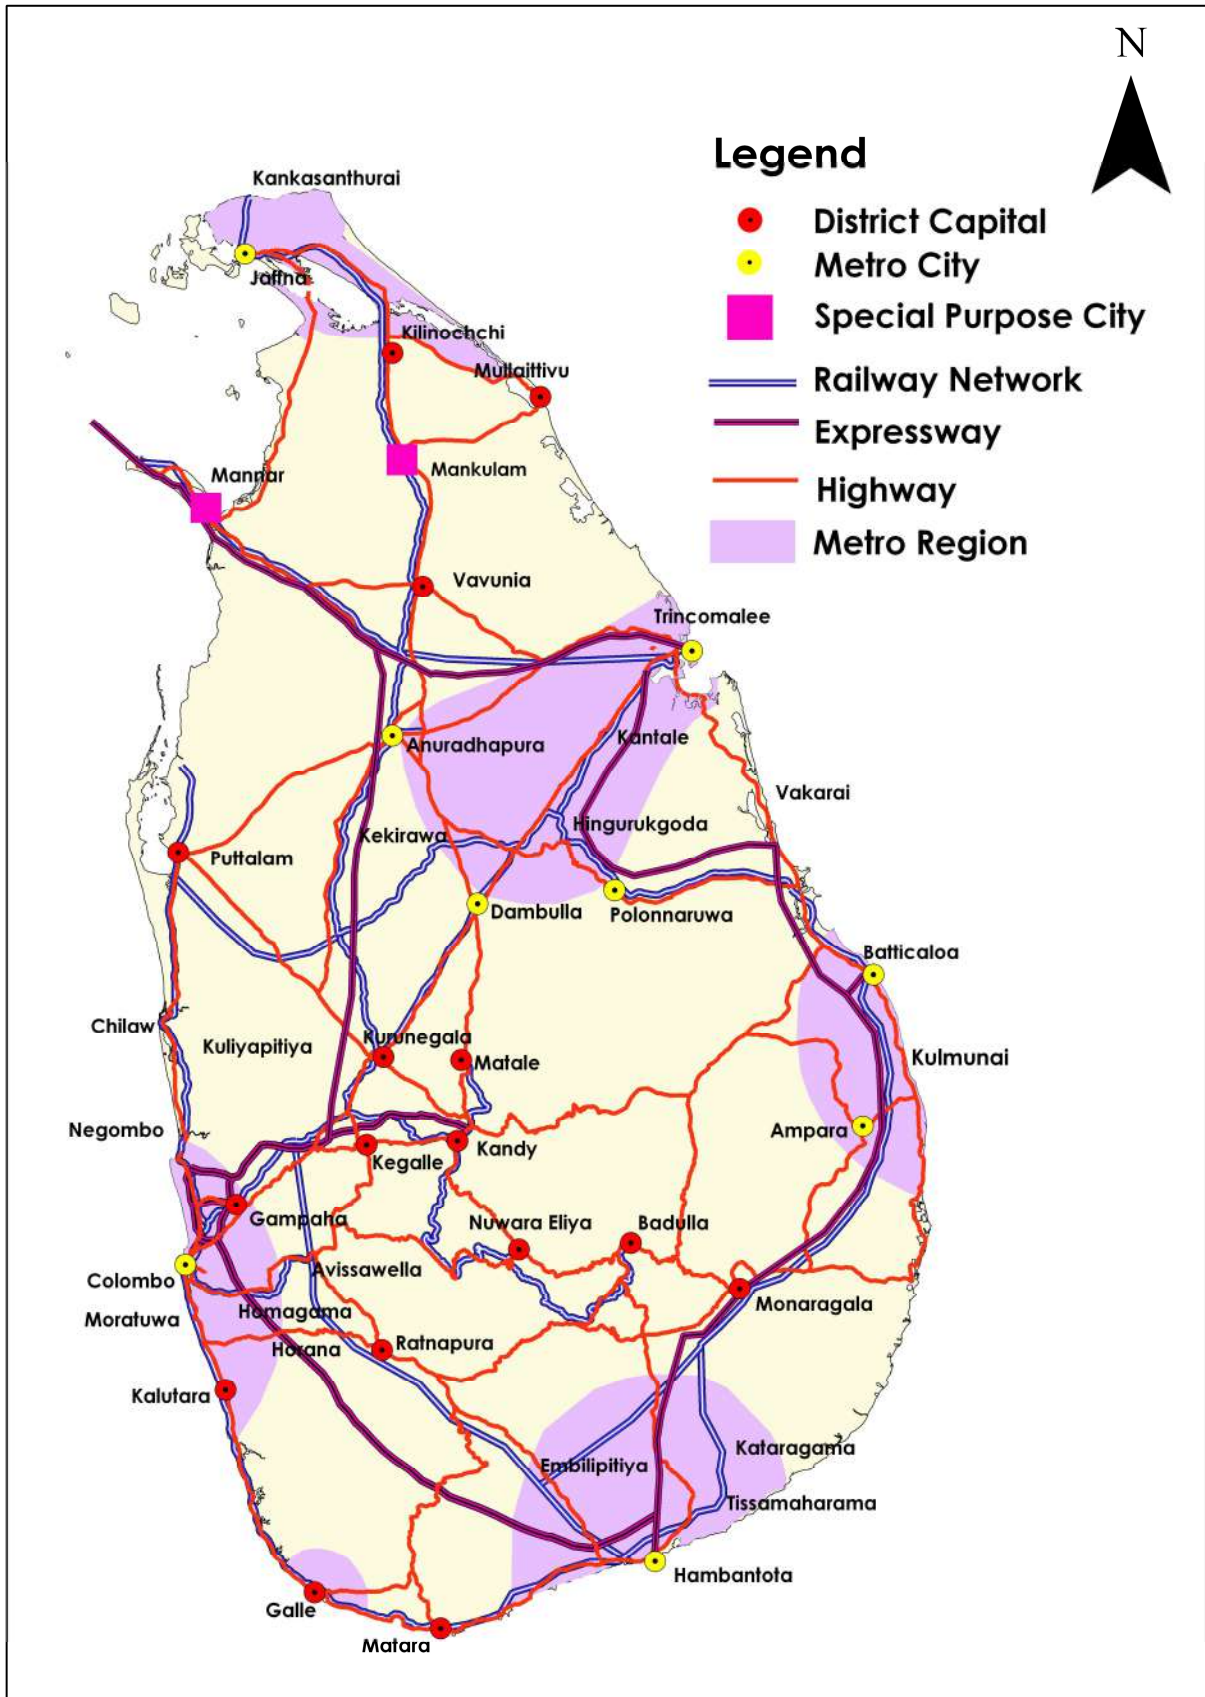 N
Legend
District Capital
Metro City
Special Purpose City
Railway Network
Expressway
Highway
Metro Region
Kankasanthurai
Jaffna
Kilinochchi
Mullaittivu
Mankulam
Mannar
Vavunia
Trincomalee
Anuradhapura
Kantale
Vakarai
Kekirawa
Hingurukgoda
Puttalam
Dambulla
Polonnaruwa
Batticaloa
Chilaw
Kuliyapitiya
Kurunegala
Matale
Kulmunai
Negombo
Ampara
Kegalle
Kandy
Gampaha
Nuwara Eliya
Badulla
Colombo
Avissawella
Moratuwa
Homagama
Monaragala
Horana
Ratnapura
Kalutara
Kataragama
Embilipitiya
Tissamaharama
Hambantota
Galle
Matara